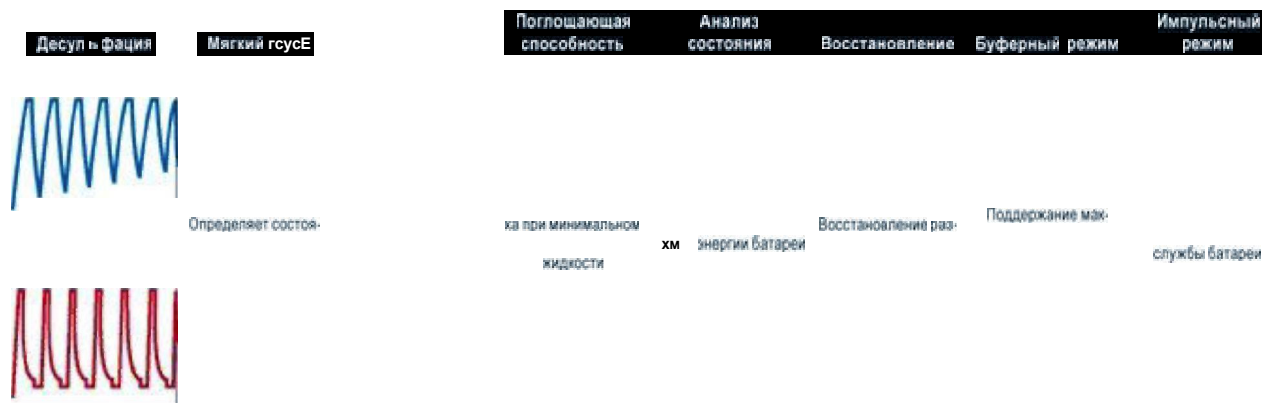 Десул ь фация
Мягкий гсусЕ
Поглощающая
способность
Анализ
состояния
Восстановление
Буферный режим
Импульсный
режим
Определяет состоя-
ка при минимальном
жидкости
хм
энергии батареи
Восстановление раз-
Поддержание мак-
службы батареи